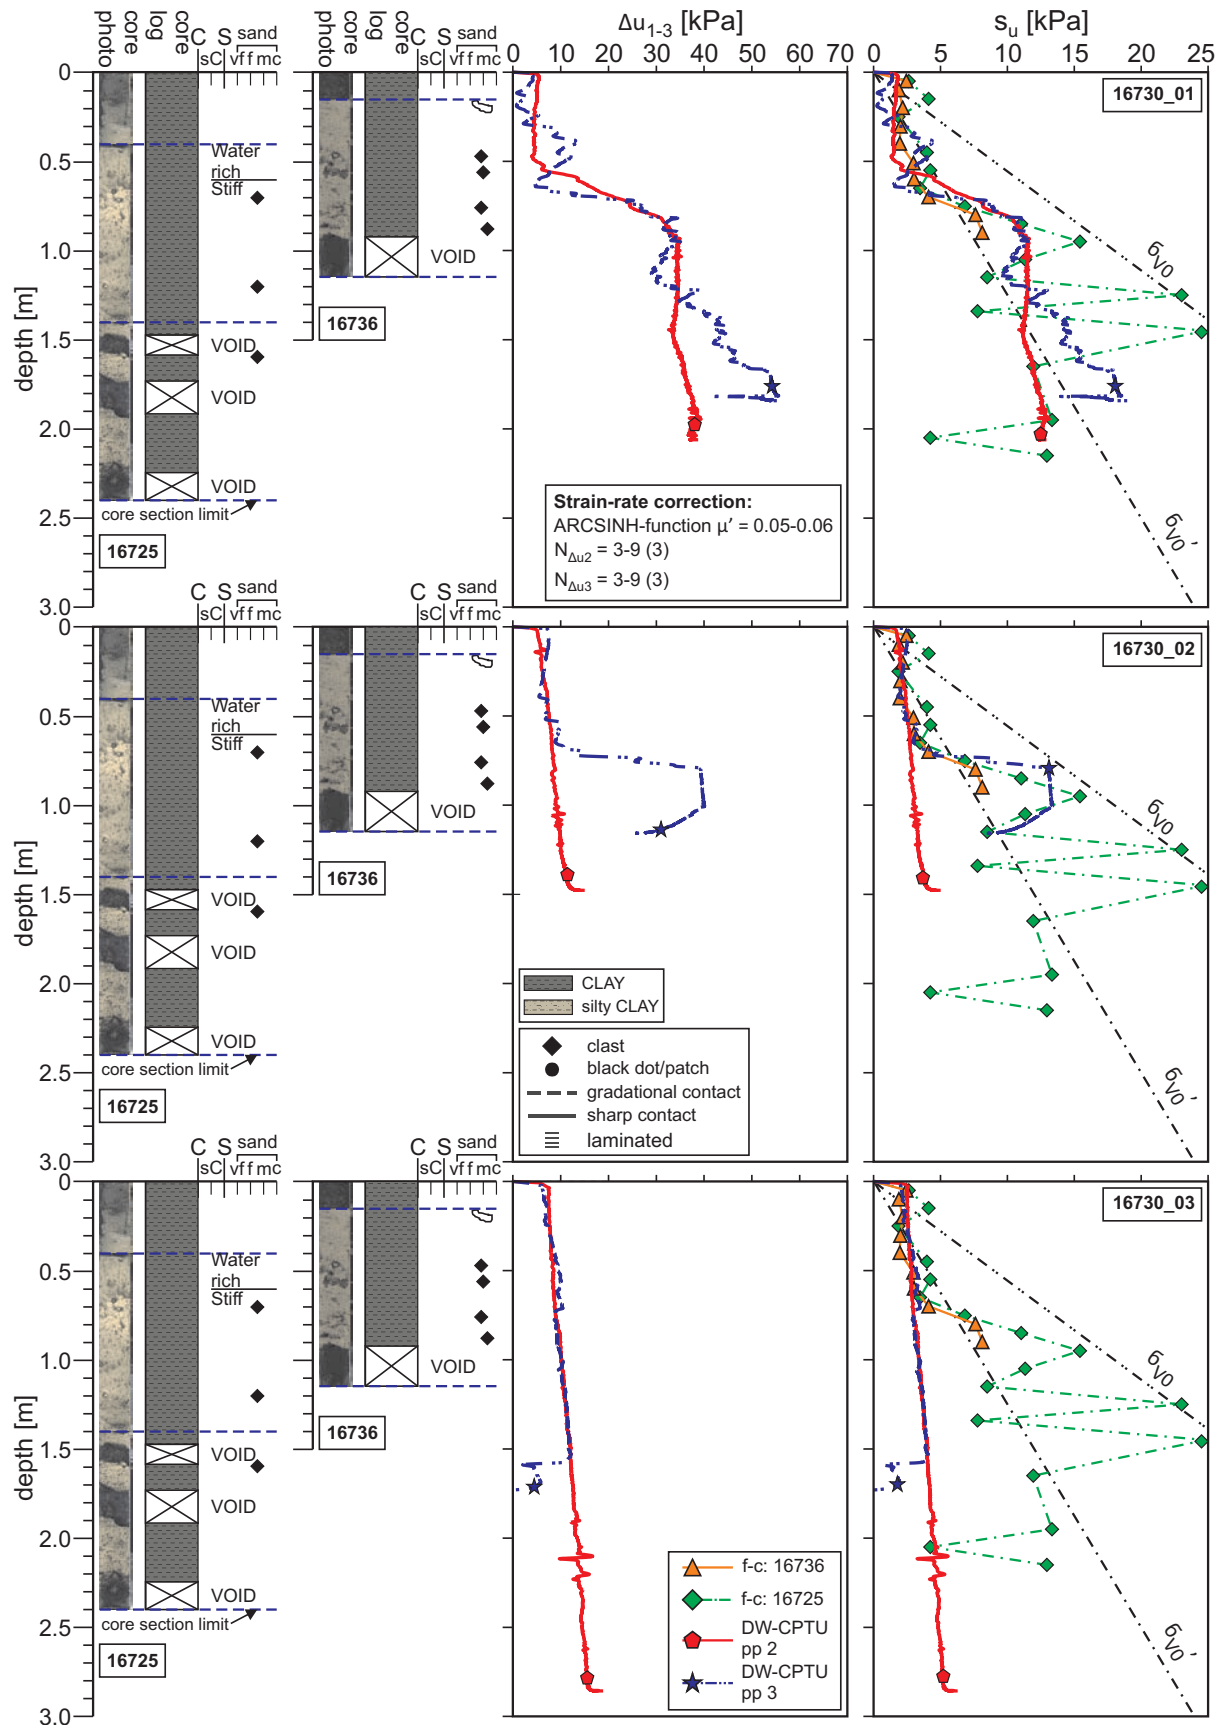 photo
core
log
core
C S sand
sC vf f m c
photo
core
log
core
C S sand
sC vf f m c
Δu1-3 [kPa]
0 10 30 40 60 70
su [kPa]
0 5 10 15 20 25
depth [m]
0
0.5
1.0
1.5
2.0
2.5
3.0
Water
rich
Stiff
VOID
VOID
VOID
core section limit
16725
VOID
16736
Strain-rate correction:
ARCSINH-function μ′ = 0.05-0.06
NΔu2 = 3-9 (3)
NΔu3 = 3-9 (3)
16730_01
σV0
σV0′
C S sand
sC vf f m c
C S sand
sC vf f m c
depth [m]
0
0.5
1.0
1.5
2.0
2.5
3.0
Water
rich
Stiff
VOID
VOID
VOID
core section limit
16725
VOID
16736
CLAY
silty CLAY
clast
black dot/patch
gradational contact
sharp contact
laminated
16730_02
σV0
σV0′
C S sand
sC vf f m c
C S sand
sC vf f m c
depth [m]
0
0.5
1.0
1.5
2.0
2.5
3.0
Water
rich
Stiff
VOID
VOID
VOID
core section limit
16725
VOID
16736
f-c: 16736
f-c: 16725
DW-CPTU
pp 2
DW-CPTU
pp 3
16730_03
σV0
σV0′